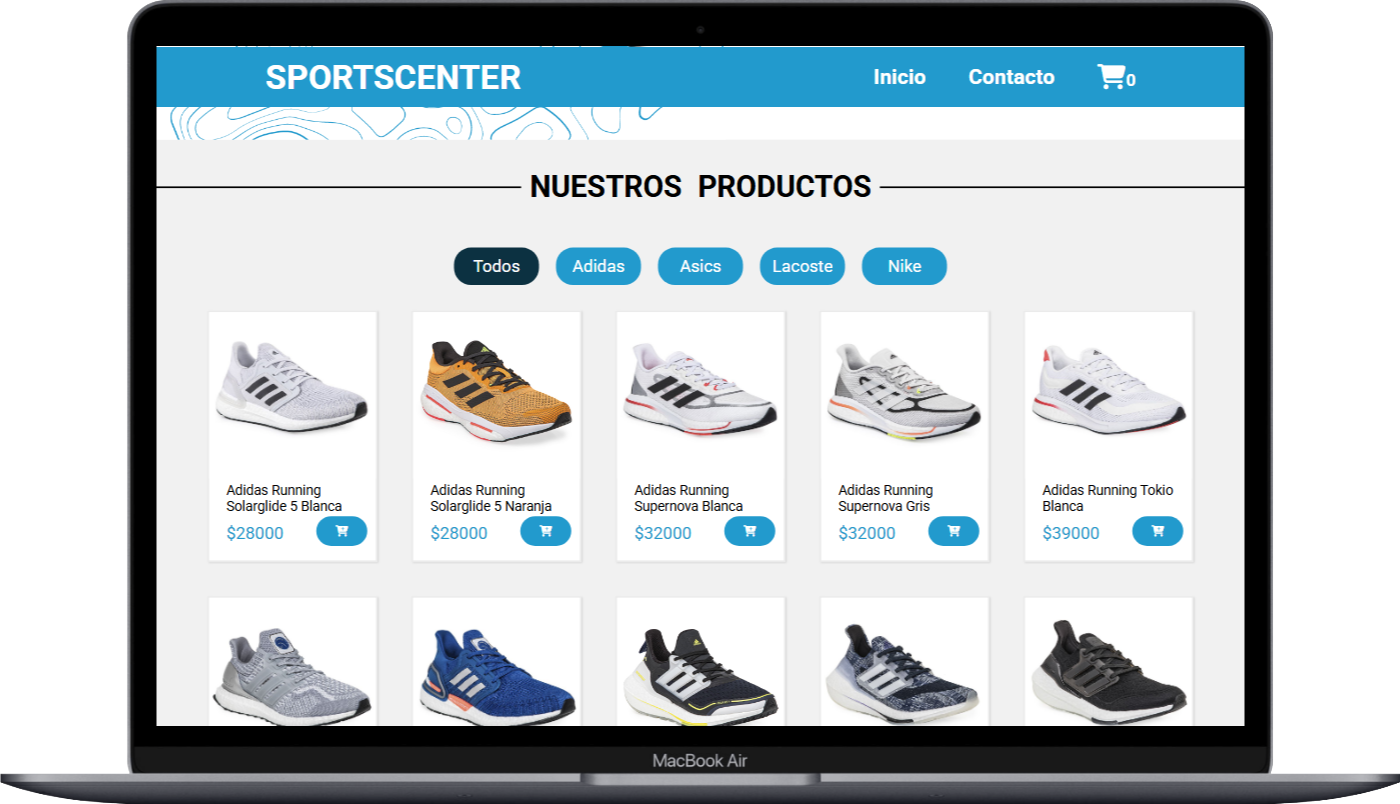 SPORTSCENTER
Inicio
Contacto
0
NUESTROS PRODUCTOS
Todos
Adidas
Asics
Lacoste
Nike
Adidas Running
Solarglide 5 Blanca
$28000
Adidas Running
Solarglide 5 Naranja
$28000
Adidas Running
Supernova Blanca
$32000
Adidas Running
Supernova Gris
$32000
Adidas Running Tokio
Blanca
$39000
MacBook Air